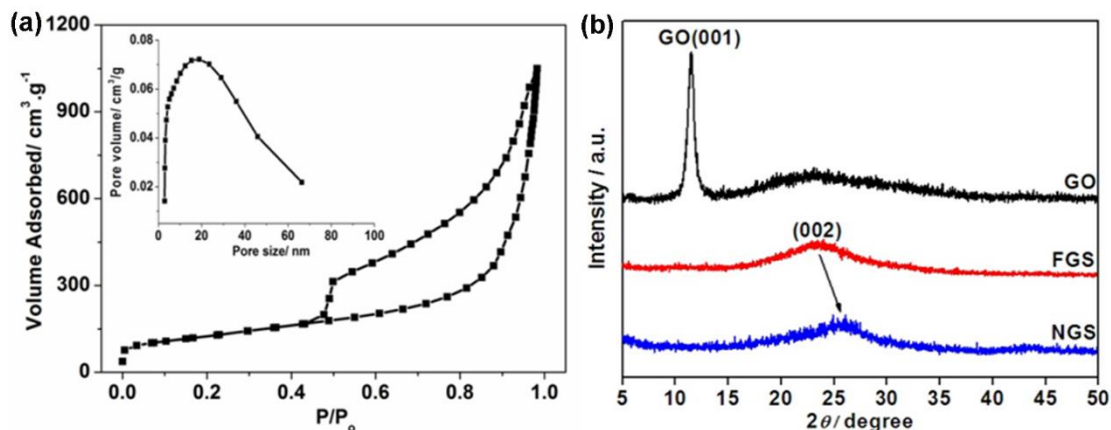 (a)
Volume Adsorbed/ cm³.g⁻¹
1200
900
600
300
0
0.0 0.2 0.4 0.6 0.8 1.0
P/Pₒ
Pore volume/ cm³/g
0.08
0.06
0.04
0.02
0 20 40 60 80 100
Pore size/ nm
(b)
Intensity / a.u.
GO(001)
GO
(002)
FGS
NGS
5 10 15 20 25 30 35 40 45 50
2θ / degree